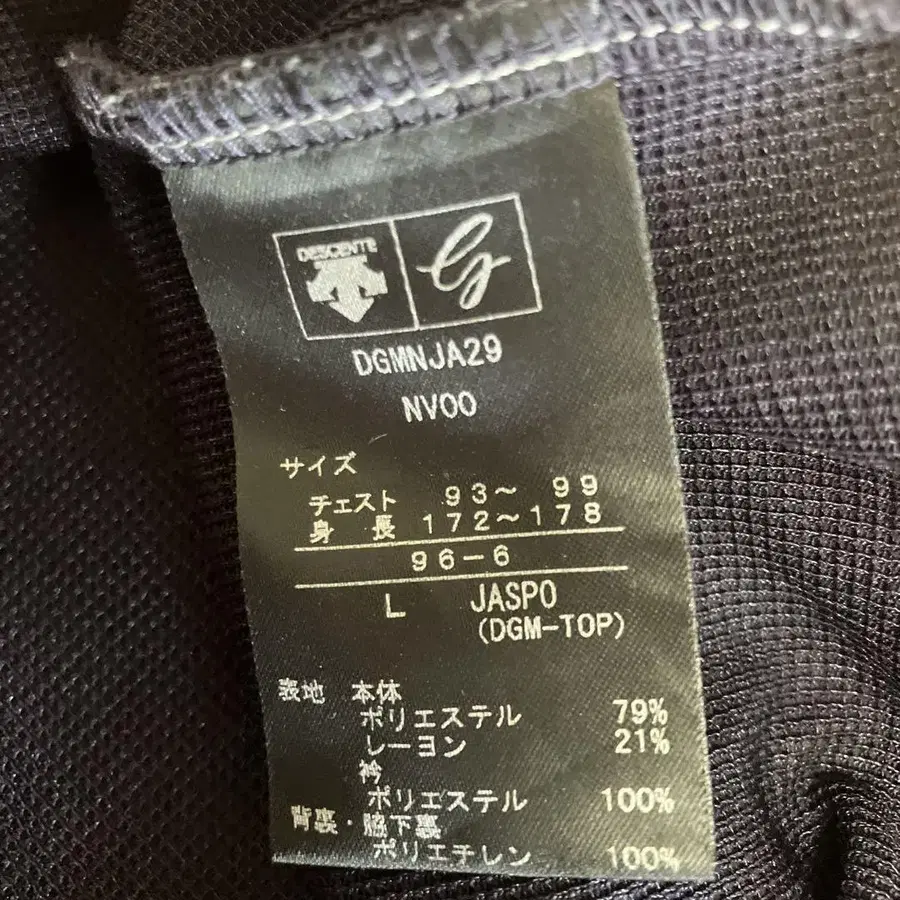 DESCENTE G
DGMNJA29
NV00
サイズ
チェスト 93～ 99
身 長 172～178
96-6
L JASPO
(DGM-TOP)
表地 本体
ポリエステル 79%
レーヨン 21%
衿
ポリエステル 100%
背裏・脇下裏
ポリエチレン 100%